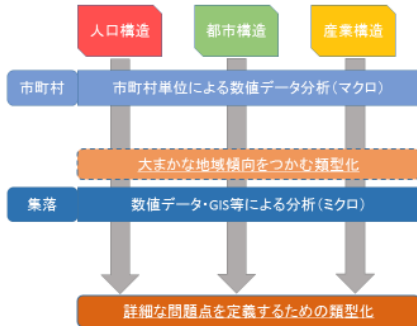 人口構造 都市構造 産業構造
市町村 市町村単位による数値データ分析(マクロ)
大まかな地域傾向をつかむ類型化
集落 数値データ・GIS等による分析(ミクロ)
詳細な問題点を定義するための類型化